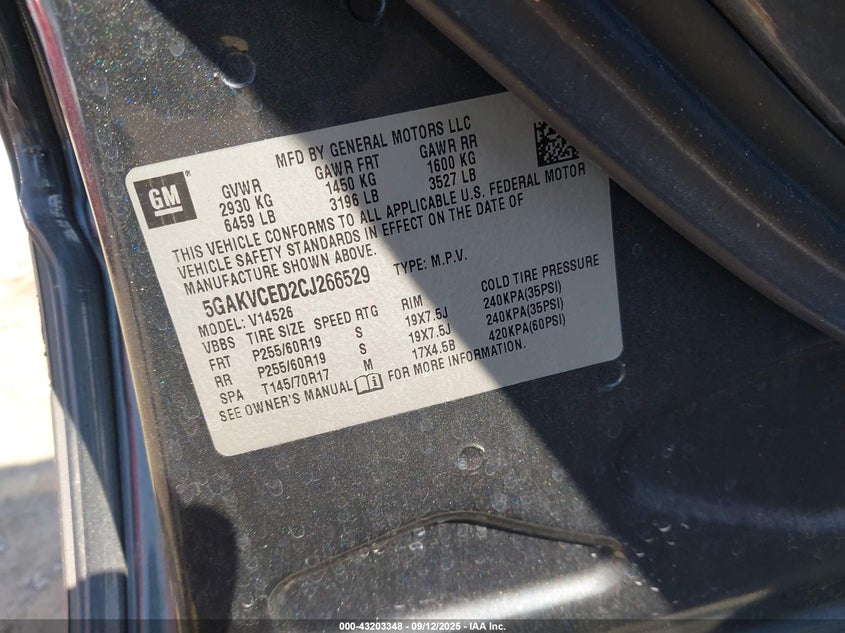 MFD BY GENERAL MOTORS LLC
GM®
GVWR GAWR FRT GAWR RR
2930 KG 1450 KG 1600 KG
6459 LB 3196 LB 3527 LB
THIS VEHICLE CONFORMS TO ALL APPLICABLE U.S. FEDERAL MOTOR
VEHICLE SAFETY STANDARDS IN EFFECT ON THE DATE OF
MANUFACTURE SHOWN ABOVE.
5GAKVCED2CJ266529 TYPE: M.P.V.
MODEL: V14526
VBBS TIRE SIZE SPEED RTG RIM COLD TIRE PRESSURE
FRT P255/60R19 S 19X7.5J 240KPA(35PSI)
RR P255/60R19 S 19X7.5J 240KPA(35PSI)
SPA T145/70R17 M 17X4.5B 420KPA(60PSI)
SEE OWNER'S MANUAL FOR MORE INFORMATION.
000-43203348 - 09/12/2025 - IAA Inc.